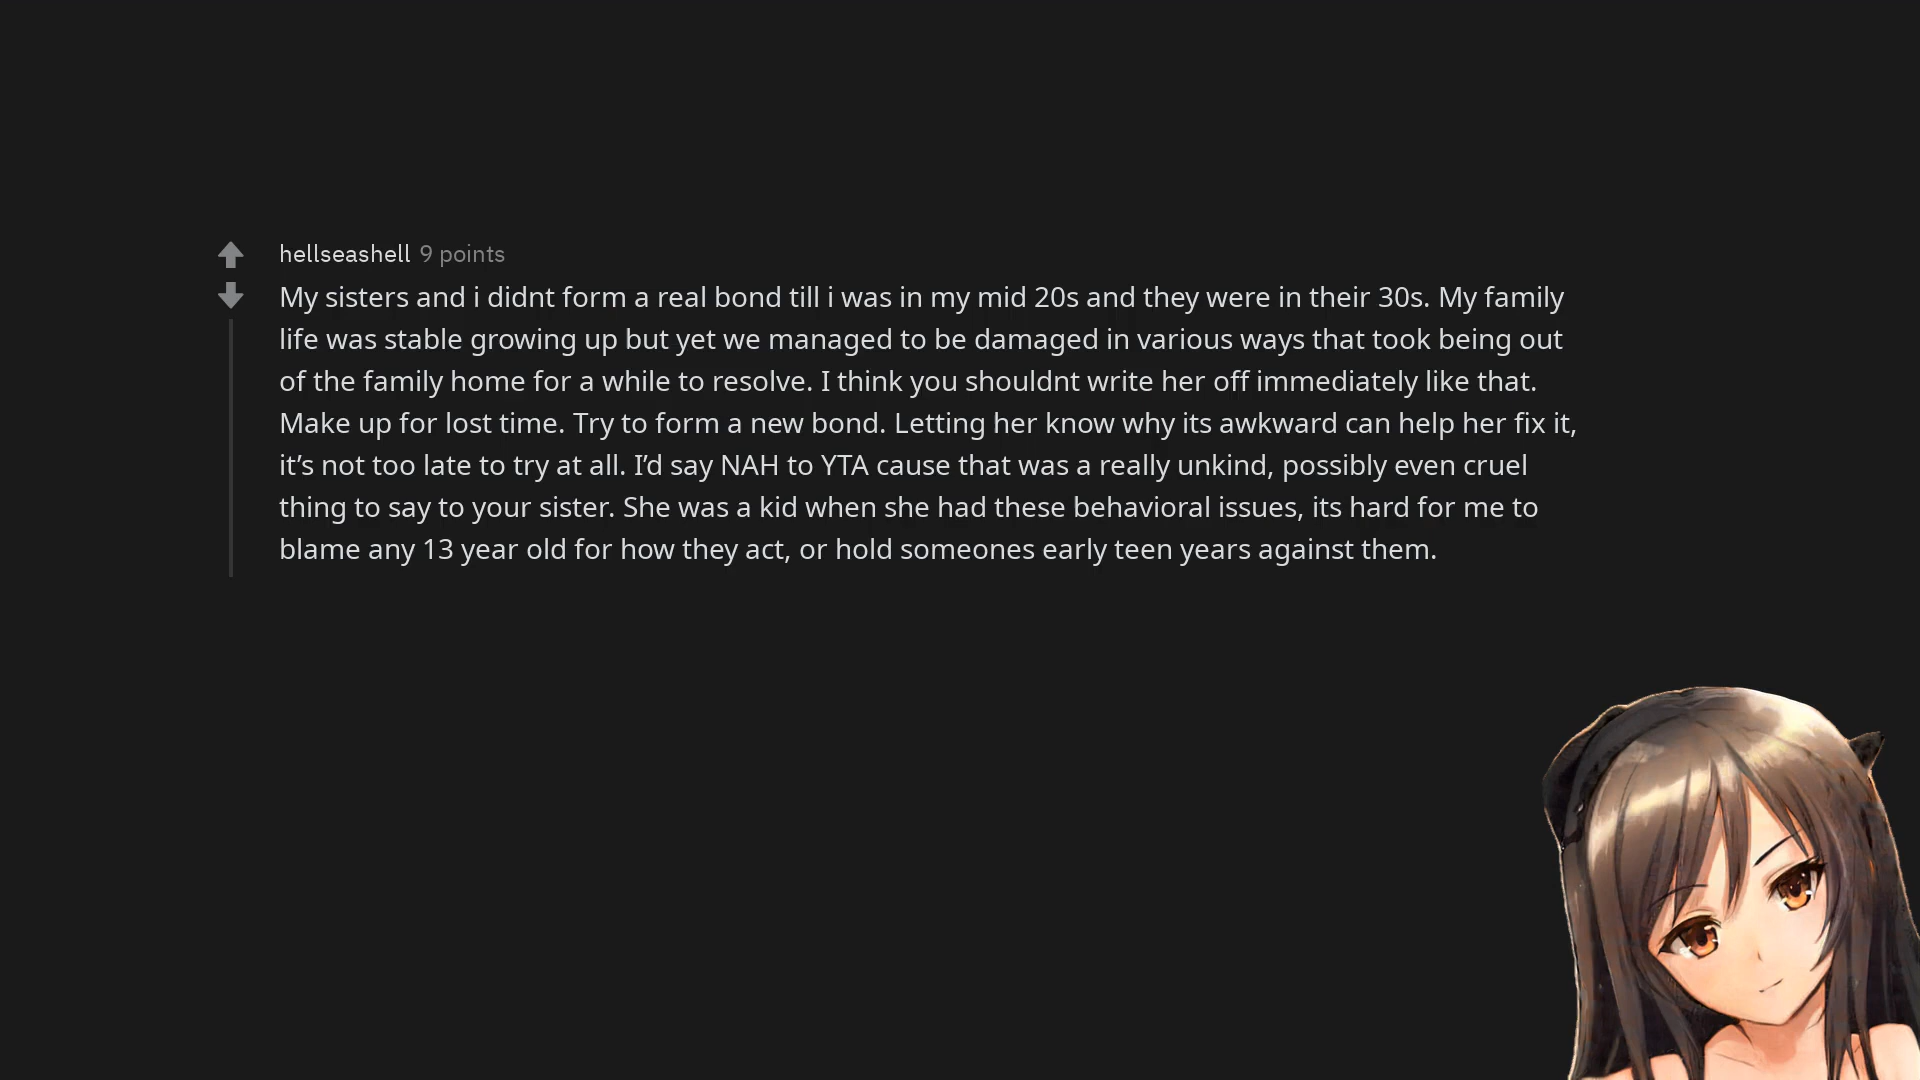 hellseashell 9 points
My sisters and i didnt form a real bond till i was in my mid 20s and they were in their 30s. My family
life was stable growing up but yet we managed to be damaged in various ways that took being out
of the family home for a while to resolve. I think you shouldnt write her off immediately like that.
Make up for lost time. Try to form a new bond. Letting her know why its awkward can help her fix it,
it’s not too late to try at all. I’d say NAH to YTA cause that was a really unkind, possibly even cruel
thing to say to your sister. She was a kid when she had these behavioral issues, its hard for me to
blame any 13 year old for how they act, or hold someones early teen years against them.